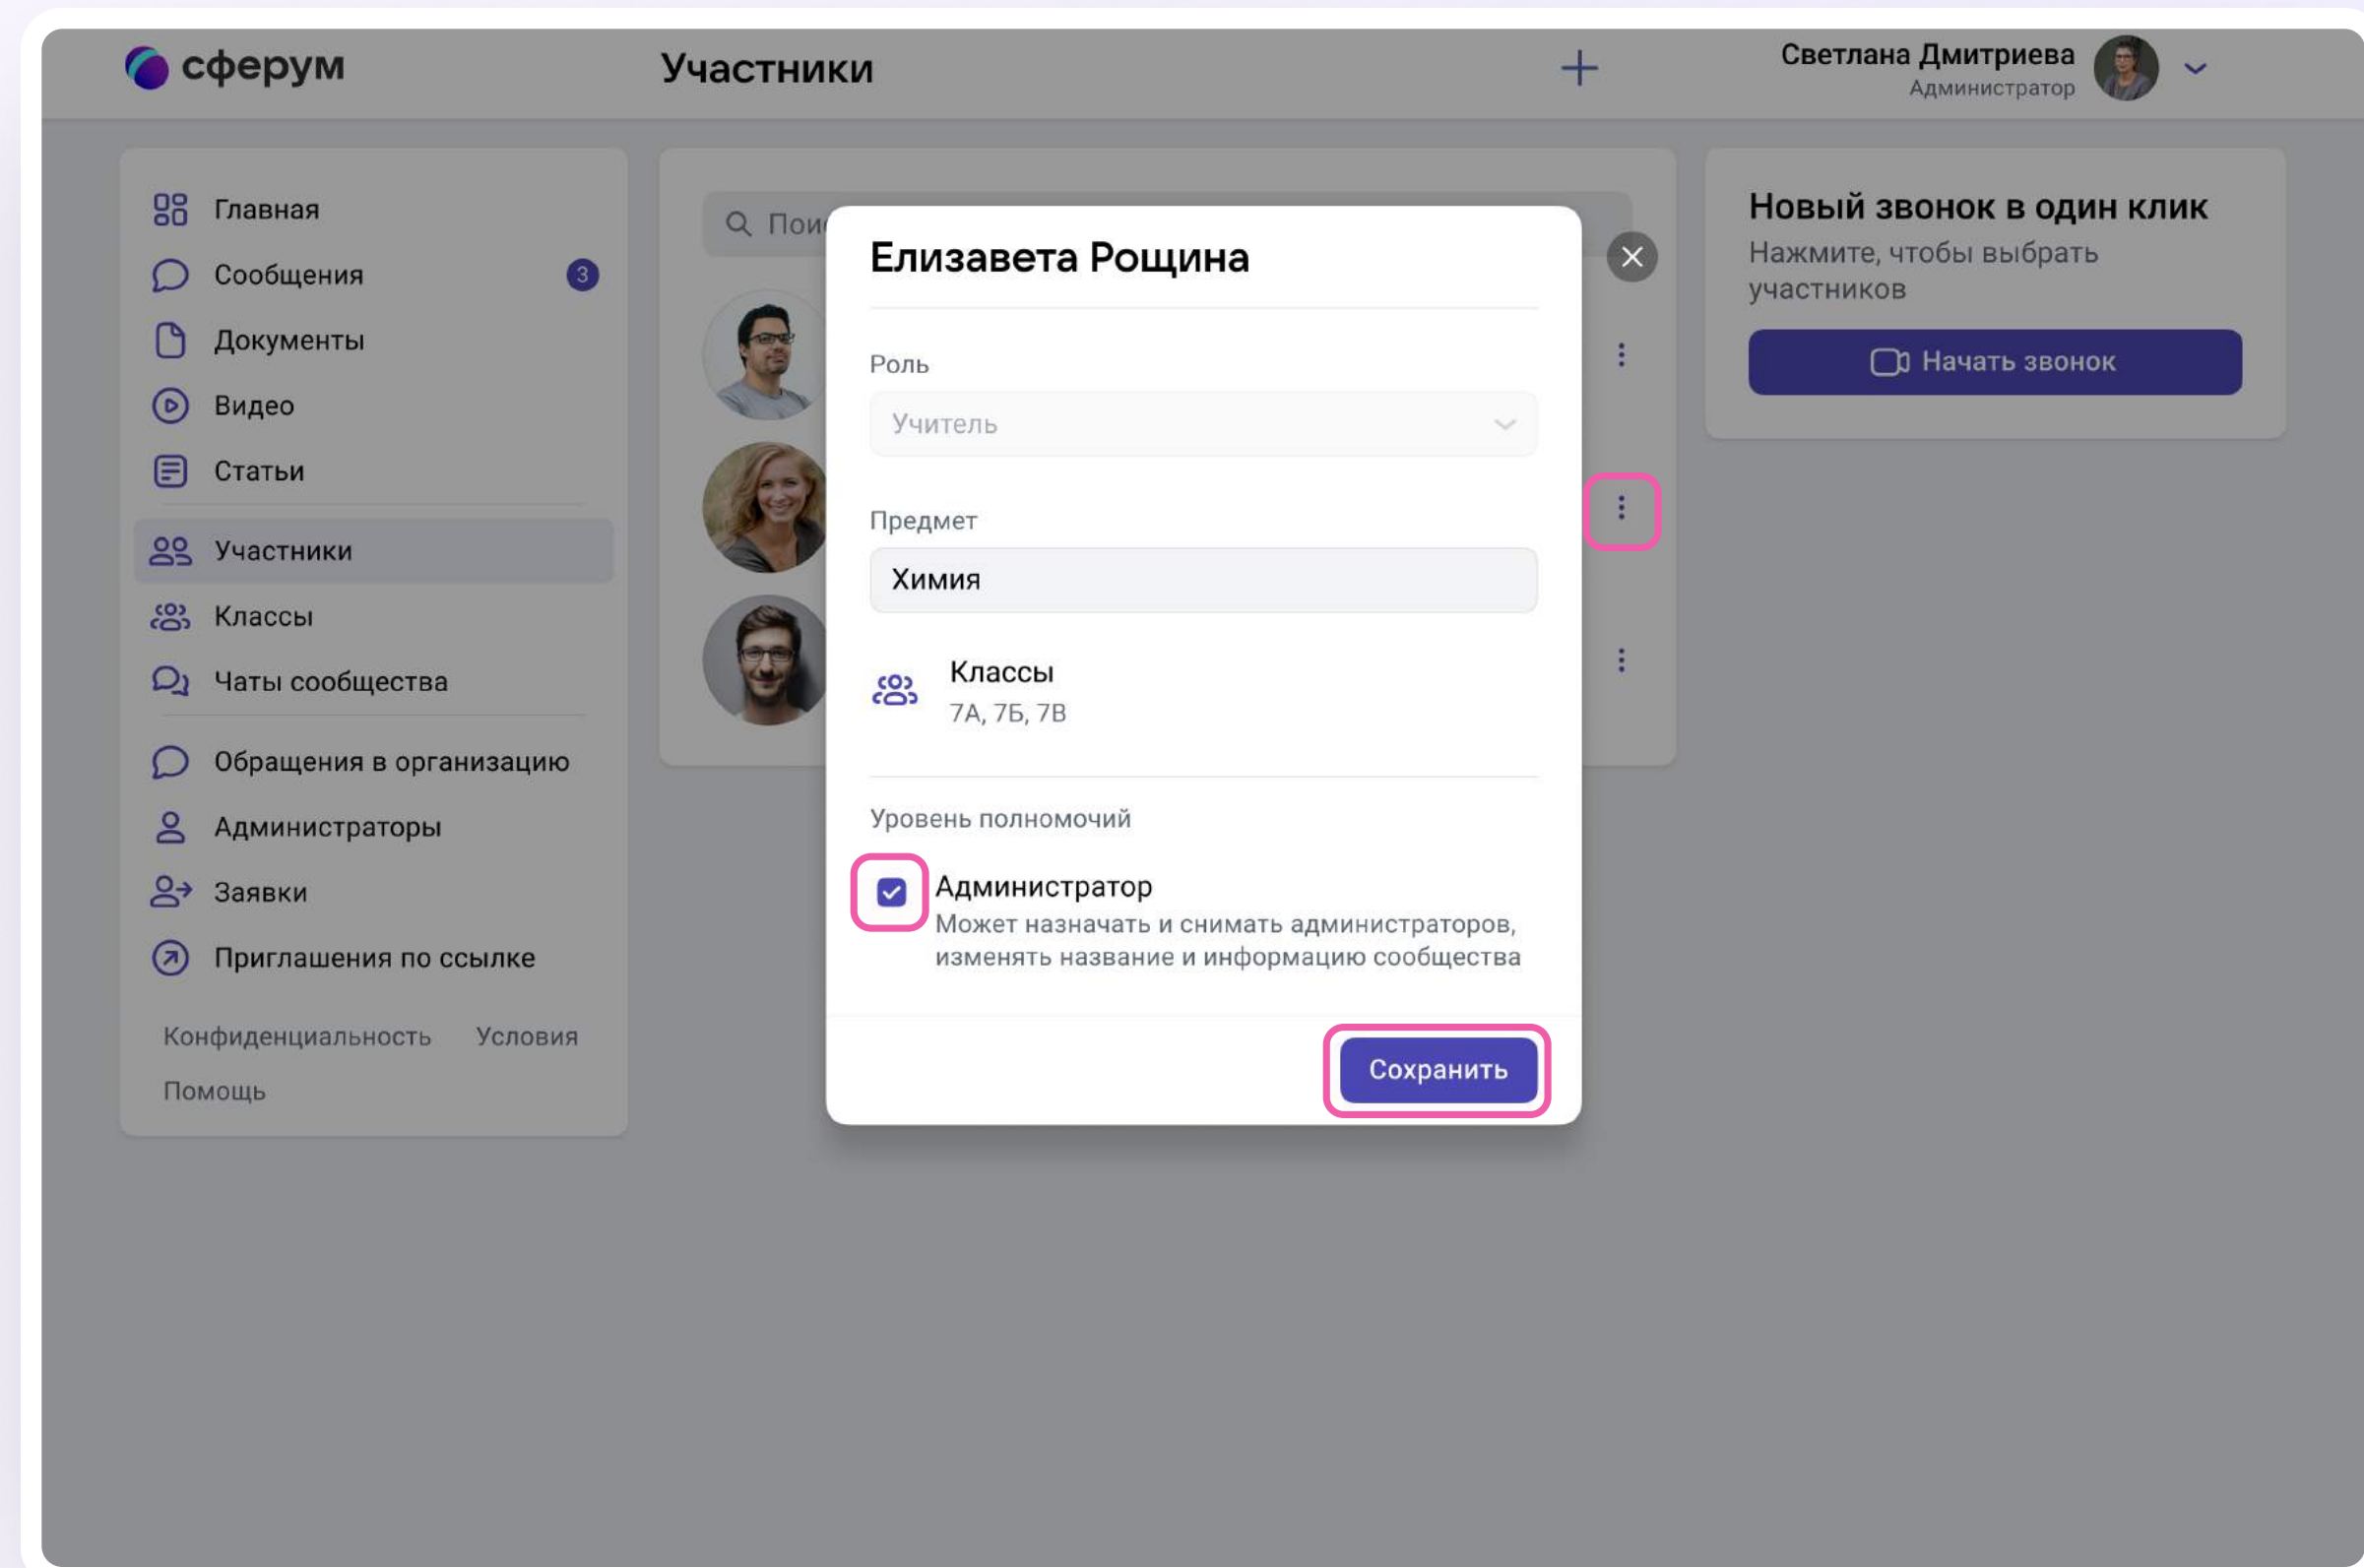 сферум
Участники
Светлана Дмитриева
Администратор
Главная
Сообщения
3
Документы
Видео
Статьи
Участники
Классы
Чаты сообщества
Обращения в организацию
Администраторы
Заявки
Приглашения по ссылке
Конфиденциальность Условия
Помощь
Елизавета Рощина
Роль
Учитель
Предмет
Химия
Классы
7А, 7Б, 7В
Уровень полномочий
Администратор
Может назначать и снимать администраторов,
изменять название и информацию сообщества
Сохранить
Новый звонок в один клик
Нажмите, чтобы выбрать
участников
Начать звонок